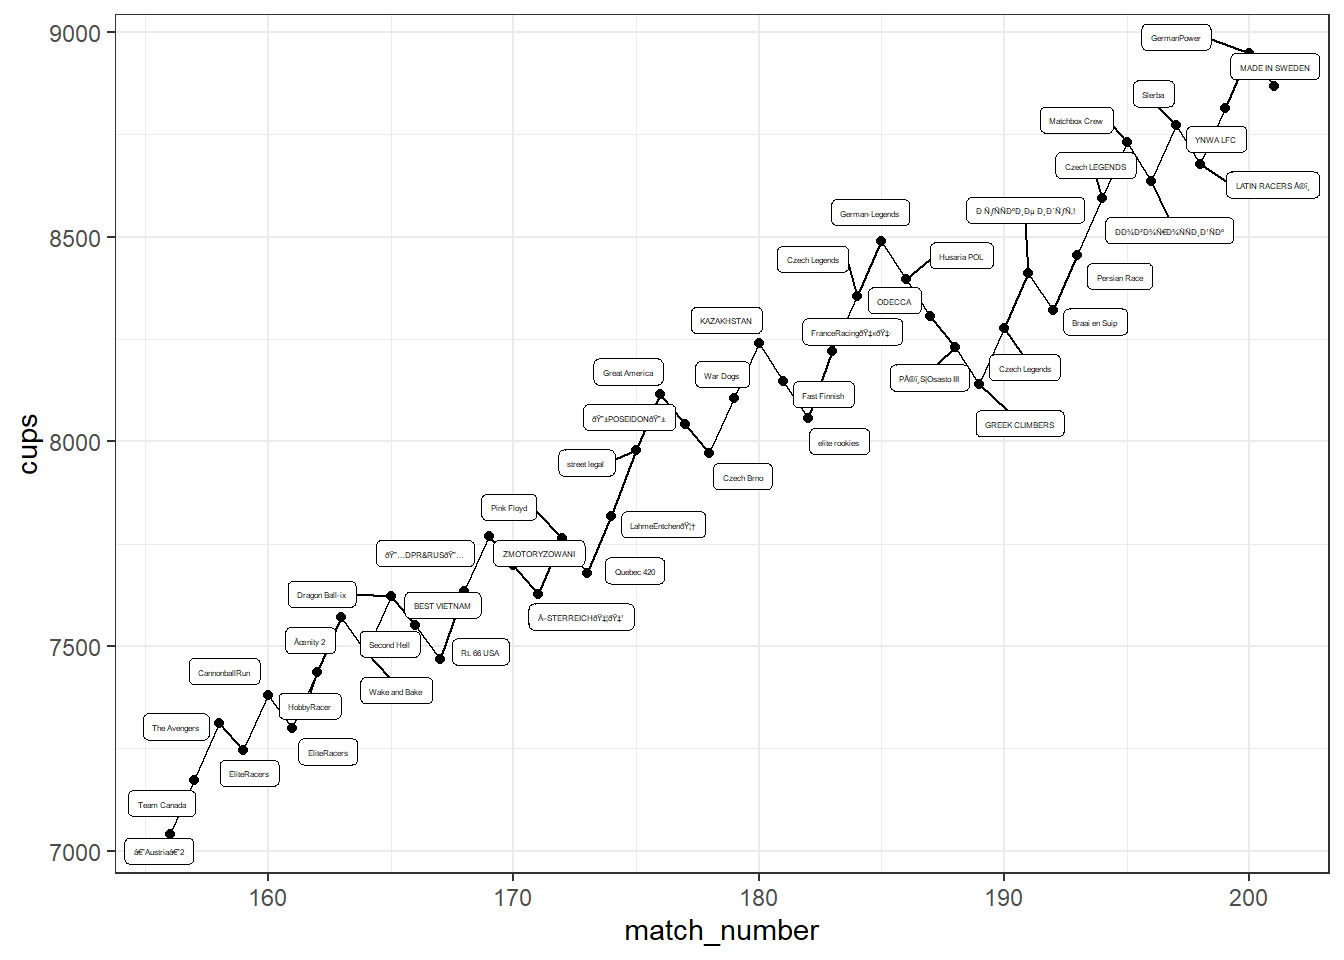 9000
8500
8000
7500
7000
cups
GermanPower
MADE IN SWEDEN
Slerba
Matchbox Crew
YNWA LFC
Czech LEGENDS
German-Legends
Husaria POL
Czech Legends
Persian Race
ODECCA
KAZAKHSTAN
Braai en Suip
Czech Legends
Great America
War Dogs
Fast Finnish
GREEK CLIMBERS
elite rookies
street legal
Czech Brno
Pink Floyd
ZMOTORYZOWANI
Quebec 420
Dragon Ball-ix
BEST VIETNAM
Second Hell
Rt. 66 USA
CannonballRun
Wake and Bake
HobbyRacer
The Avengers
EliteRacers
EliteRacers
Team Canada
160
170
180
190
200
match_number